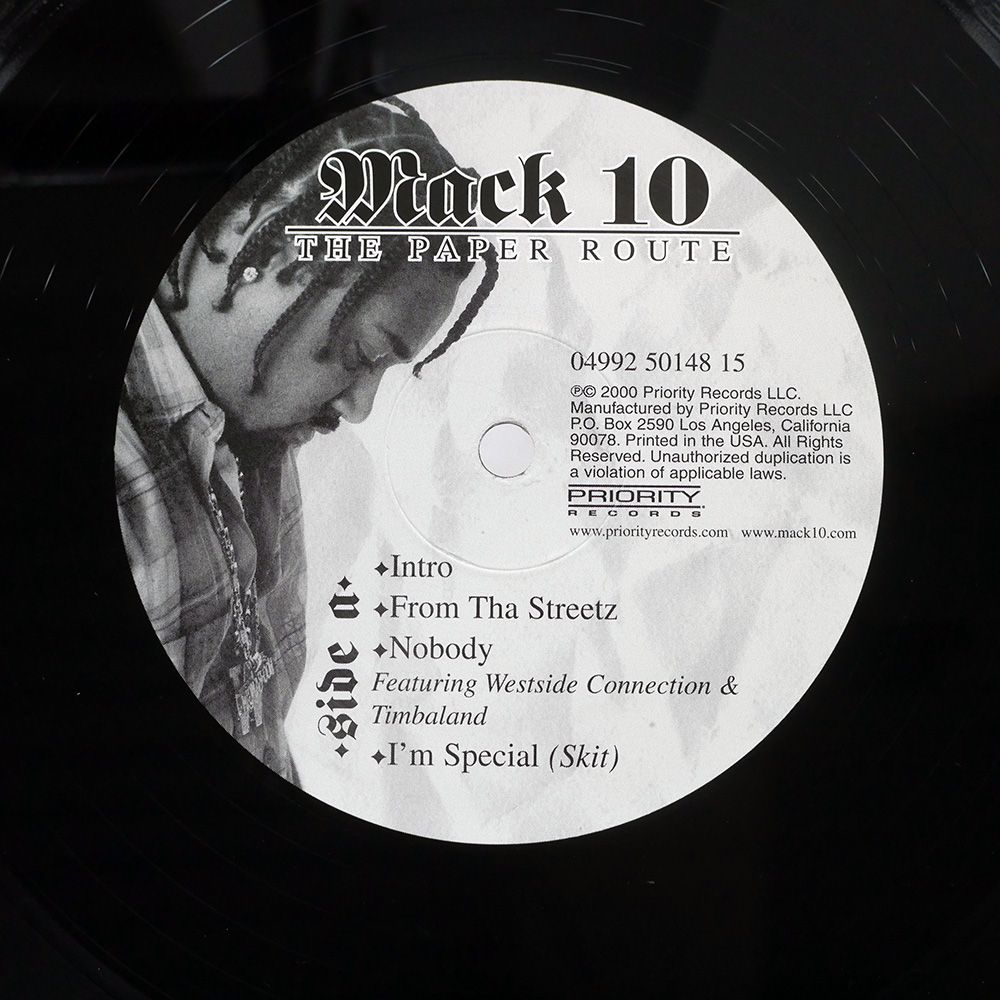 Mack 10
THE PAPER ROUTE
04992 50148 15
℗© 2000 Priority Records LLC.
Manufactured by Priority Records LLC
P.O. Box 2590 Los Angeles, California
90078. Printed in the USA. All Rights
Reserved. Unauthorized duplication is
a violation of applicable laws.
PRIORITY
RECORDS
www.priorityrecords.com www.mack10.com
Side A
✦Intro
✦From Tha Streetz
✦Nobody
Featuring Westside Connection &
Timbaland
✦I'm Special (Skit)